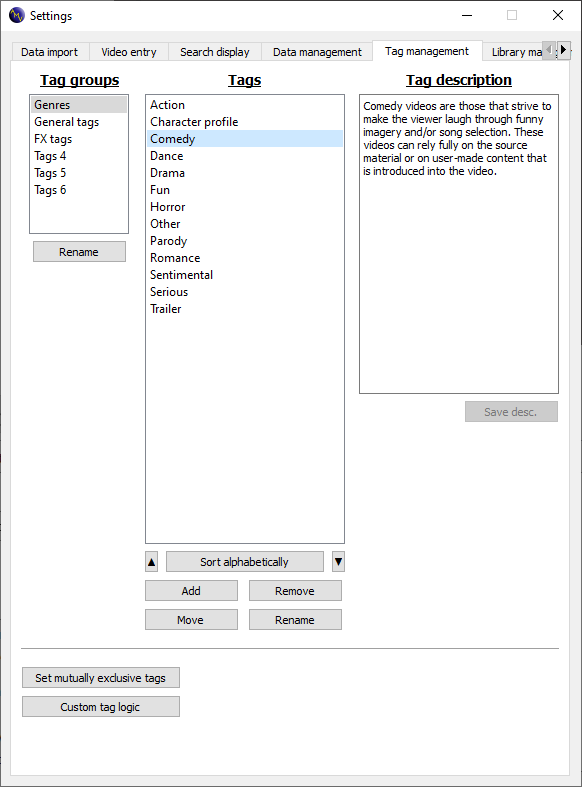 Settings
Data import
Video entry
Search display
Data management
Tag management
Library ma
Tag groups
Genres
General tags
FX tags
Tags 4
Tags 5
Tags 6
Rename
Tags
Action
Character profile
Comedy
Dance
Drama
Fun
Horror
Other
Parody
Romance
Sentimental
Serious
Trailer
▲
Sort alphabetically
▼
Add
Remove
Move
Rename
Tag description
Comedy videos are those that strive to
make the viewer laugh through funny
imagery and/or song selection. These
videos can rely fully on the source
material or on user-made content that
is introduced into the video.
Save desc.
Set mutually exclusive tags
Custom tag logic